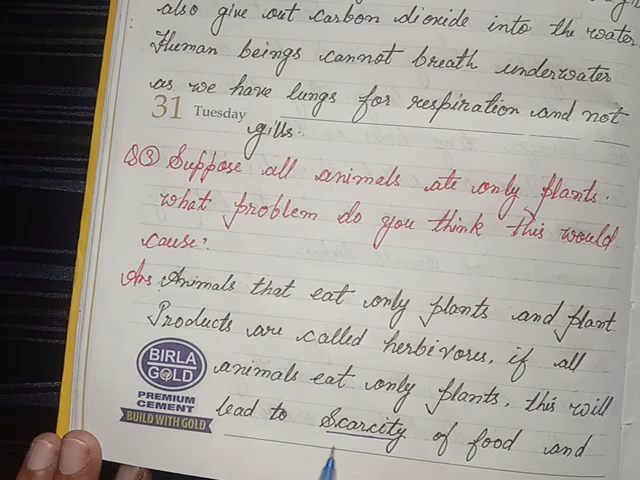 also give out carbon dioxide into the water.
Human beings cannot breath underwater
as we have lungs for respiration and not
31 Tuesday
gills.
Q③ Suppose all animals ate only plants.
what problem do you think this would
cause?
Ans Animals that eat only plants and plant
Products are called herbivores, if all
animals eat only plants, this will
lead to Scarcity of food and
BIRLA
GOLD
PREMIUM
CEMENT
BUILD WITH GOLD